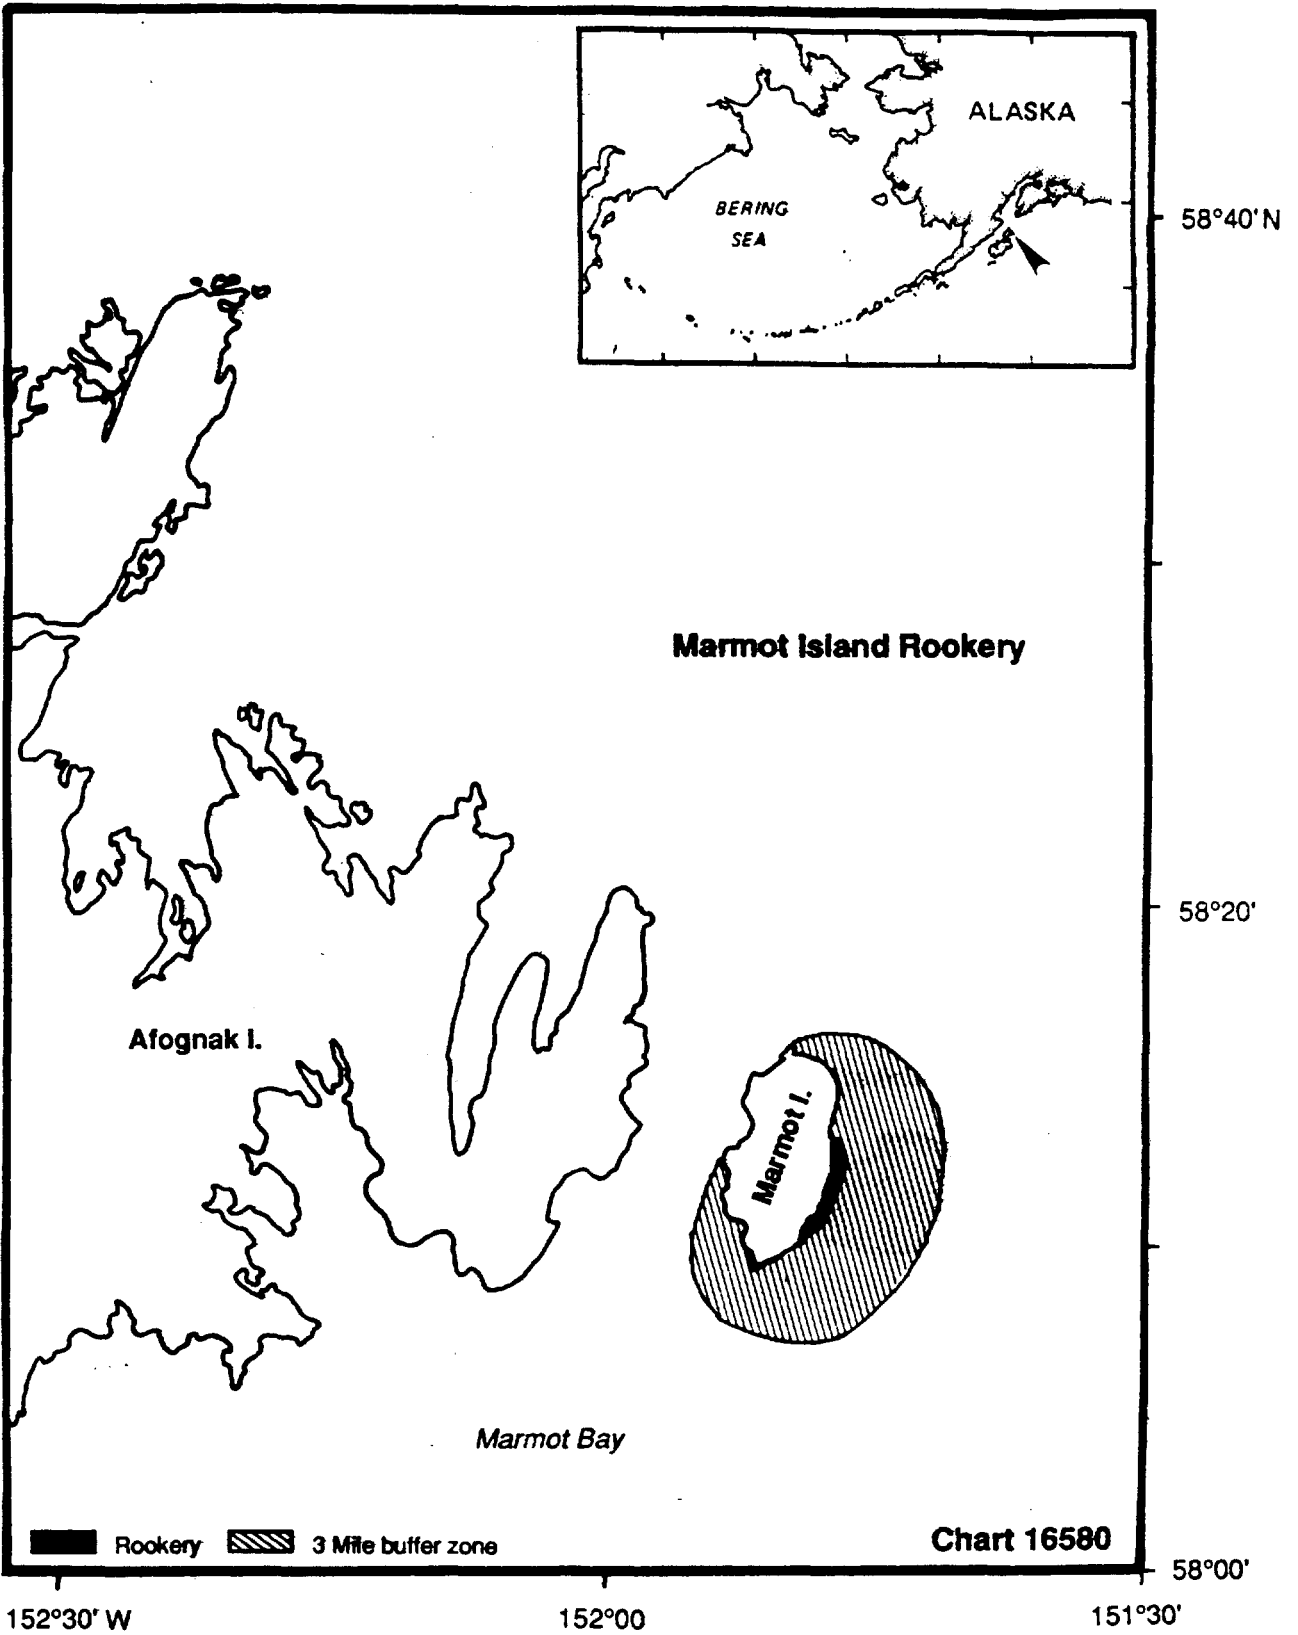 ALASKA
BERING
SEA
58°40'N
Marmot Island Rookery
58°20'
Afognak I.
Marmot I.
Marmot Bay
Rookery
3 Mile buffer zone
Chart 16580
58°00'
152°30' W
152°00
151°30'